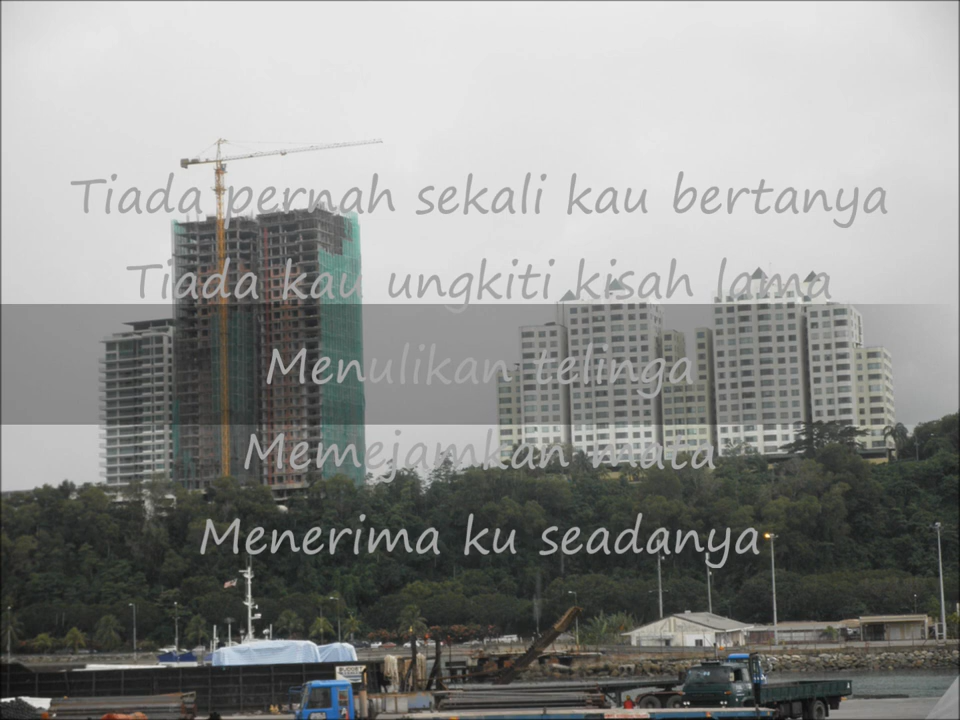 Tiada pernah sekali kau bertanya
Tiada kau ungkiti kisah lama
Menulikan telinga
Memejamkan mata
Menerima ku seadanya